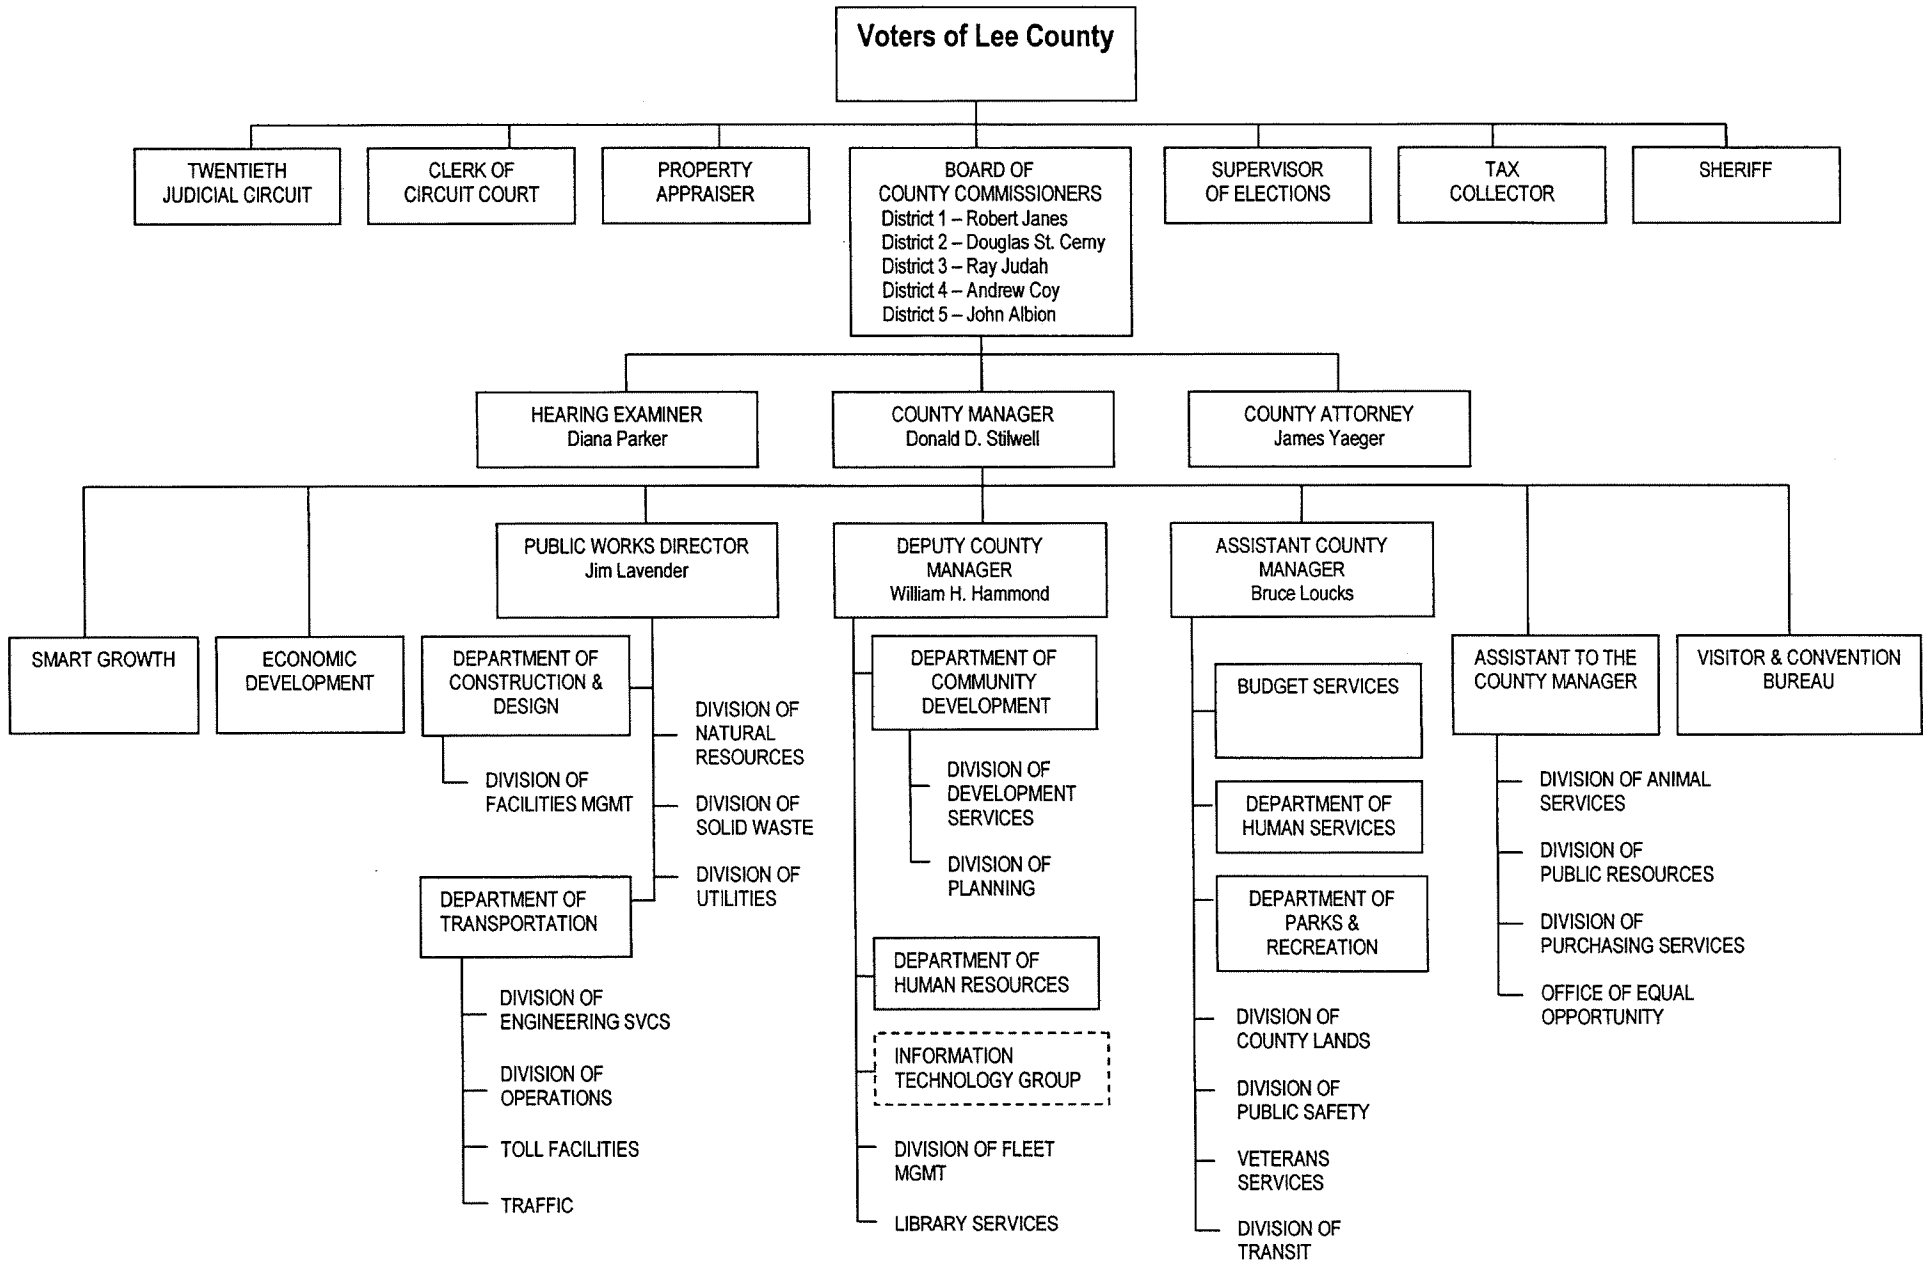 Voters of Lee County
TWENTIETH
JUDICIAL CIRCUIT
CLERK OF
CIRCUIT COURT
PROPERTY
APPRAISER
BOARD OF
COUNTY COMMISSIONERS
District 1 – Robert Janes
District 2 – Douglas St. Cerny
District 3 – Ray Judah
District 4 – Andrew Coy
District 5 – John Albion
SUPERVISOR
OF ELECTIONS
TAX
COLLECTOR
SHERIFF
HEARING EXAMINER
Diana Parker
COUNTY MANAGER
Donald D. Stilwell
COUNTY ATTORNEY
James Yaeger
SMART GROWTH
ECONOMIC
DEVELOPMENT
PUBLIC WORKS DIRECTOR
Jim Lavender
DEPARTMENT OF
CONSTRUCTION &
DESIGN
DIVISION OF
FACILITIES MGMT
DIVISION OF
NATURAL
RESOURCES
DIVISION OF
SOLID WASTE
DIVISION OF
UTILITIES
DEPARTMENT OF
TRANSPORTATION
DIVISION OF
ENGINEERING SVCS
DIVISION OF
OPERATIONS
TOLL FACILITIES
TRAFFIC
DEPUTY COUNTY
MANAGER
William H. Hammond
DEPARTMENT OF
COMMUNITY
DEVELOPMENT
DIVISION OF
DEVELOPMENT
SERVICES
DIVISION OF
PLANNING
DEPARTMENT OF
HUMAN RESOURCES
INFORMATION
TECHNOLOGY GROUP
DIVISION OF FLEET
MGMT
LIBRARY SERVICES
ASSISTANT COUNTY
MANAGER
Bruce Loucks
BUDGET SERVICES
DEPARTMENT OF
HUMAN SERVICES
DEPARTMENT OF
PARKS &
RECREATION
DIVISION OF
COUNTY LANDS
DIVISION OF
PUBLIC SAFETY
VETERANS
SERVICES
DIVISION OF
TRANSIT
ASSISTANT TO THE
COUNTY MANAGER
DIVISION OF ANIMAL
SERVICES
DIVISION OF
PUBLIC RESOURCES
DIVISION OF
PURCHASING SERVICES
OFFICE OF EQUAL
OPPORTUNITY
VISITOR & CONVENTION
BUREAU